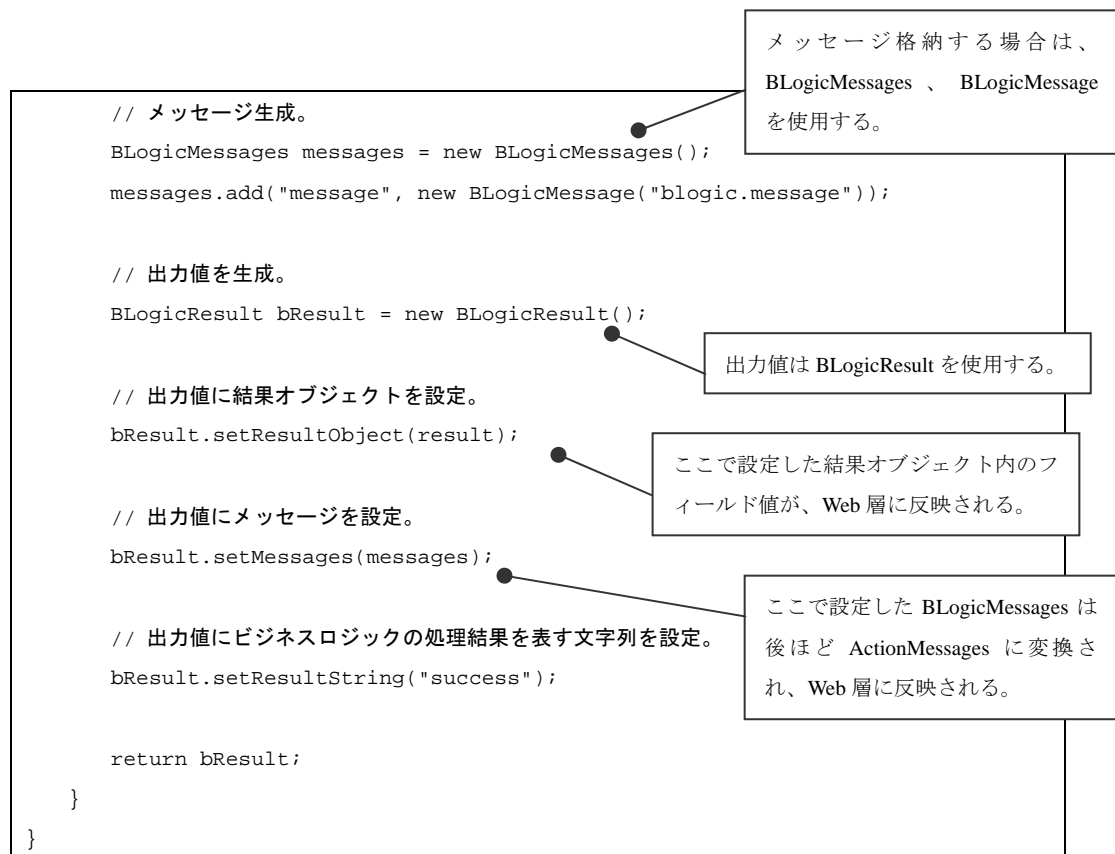 メッセージ格納する場合は、
BLogicMessages 、 BLogicMessage
を使用する。
// メッセージ生成。
BLogicMessages messages = new BLogicMessages();
messages.add("message", new BLogicMessage("blogic.message"));
// 出力値を生成。
BLogicResult bResult = new BLogicResult();
出力値は BLogicResult を使用する。
// 出力値に結果オブジェクトを設定。
bResult.setResultObject(result);
ここで設定した結果オブジェクト内のフ
ィールド値が、Web 層に反映される。
// 出力値にメッセージを設定。
bResult.setMessages(messages);
ここで設定した BLogicMessages は
後ほど ActionMessages に変換さ
れ、Web 層に反映される。
// 出力値にビジネスロジックの処理結果を表す文字列を設定。
bResult.setResultString("success");
return bResult;
}
}